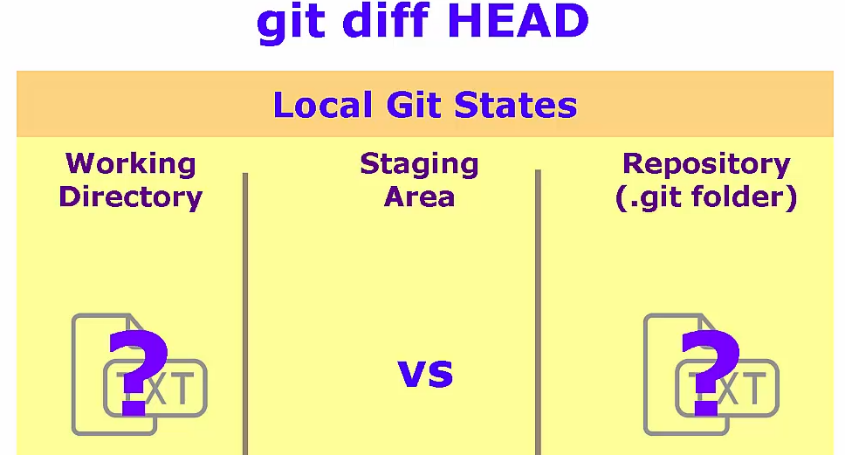 git diff HEAD
Local Git States
Working
Directory
Staging
Area
Repository
(.git folder)
?
TXT
vs
?
TXT